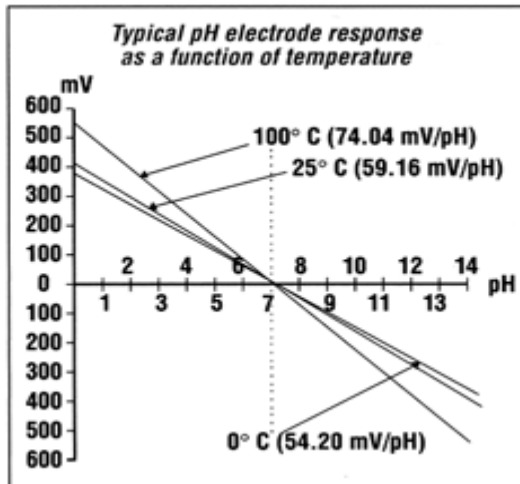 Typical pH electrode response
as a function of temperature
mV
600
500
400
300
200
100
0
100
200
300
400
500
600
100° C (74.04 mV/pH)
25° C (59.16 mV/pH)
2 4 6 8 10 12 14
1 3 5 7 9 11 13
pH
0° C (54.20 mV/pH)